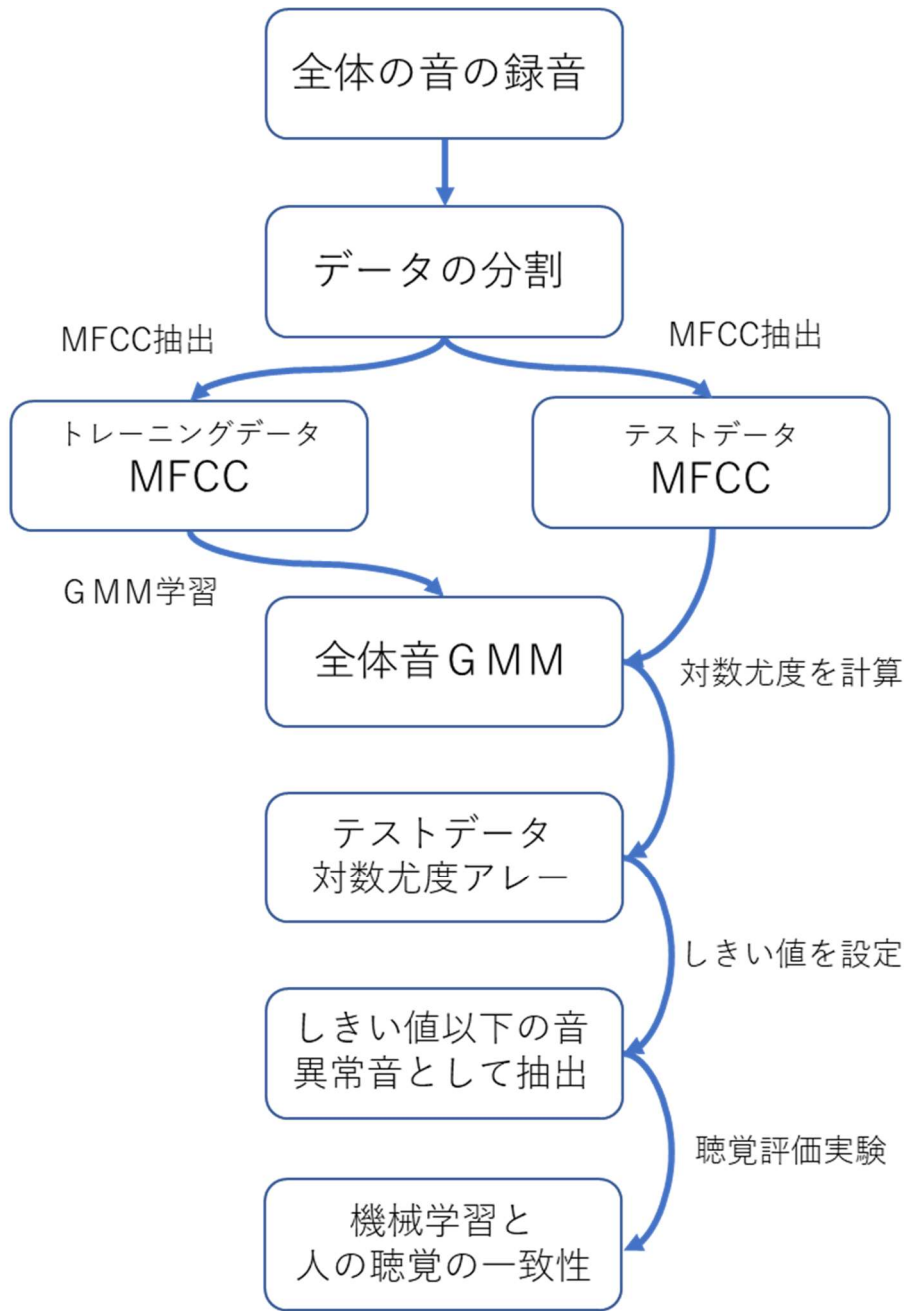 全体の音の録音
データの分割
MFCC抽出
MFCC抽出
トレーニングデータ
MFCC
テストデータ
MFCC
ＧＭＭ学習
全体音ＧＭＭ
対数尤度を計算
テストデータ
対数尤度アレー
しきい値を設定
しきい値以下の音
異常音として抽出
聴覚評価実験
機械学習と
人の聴覚の一致性